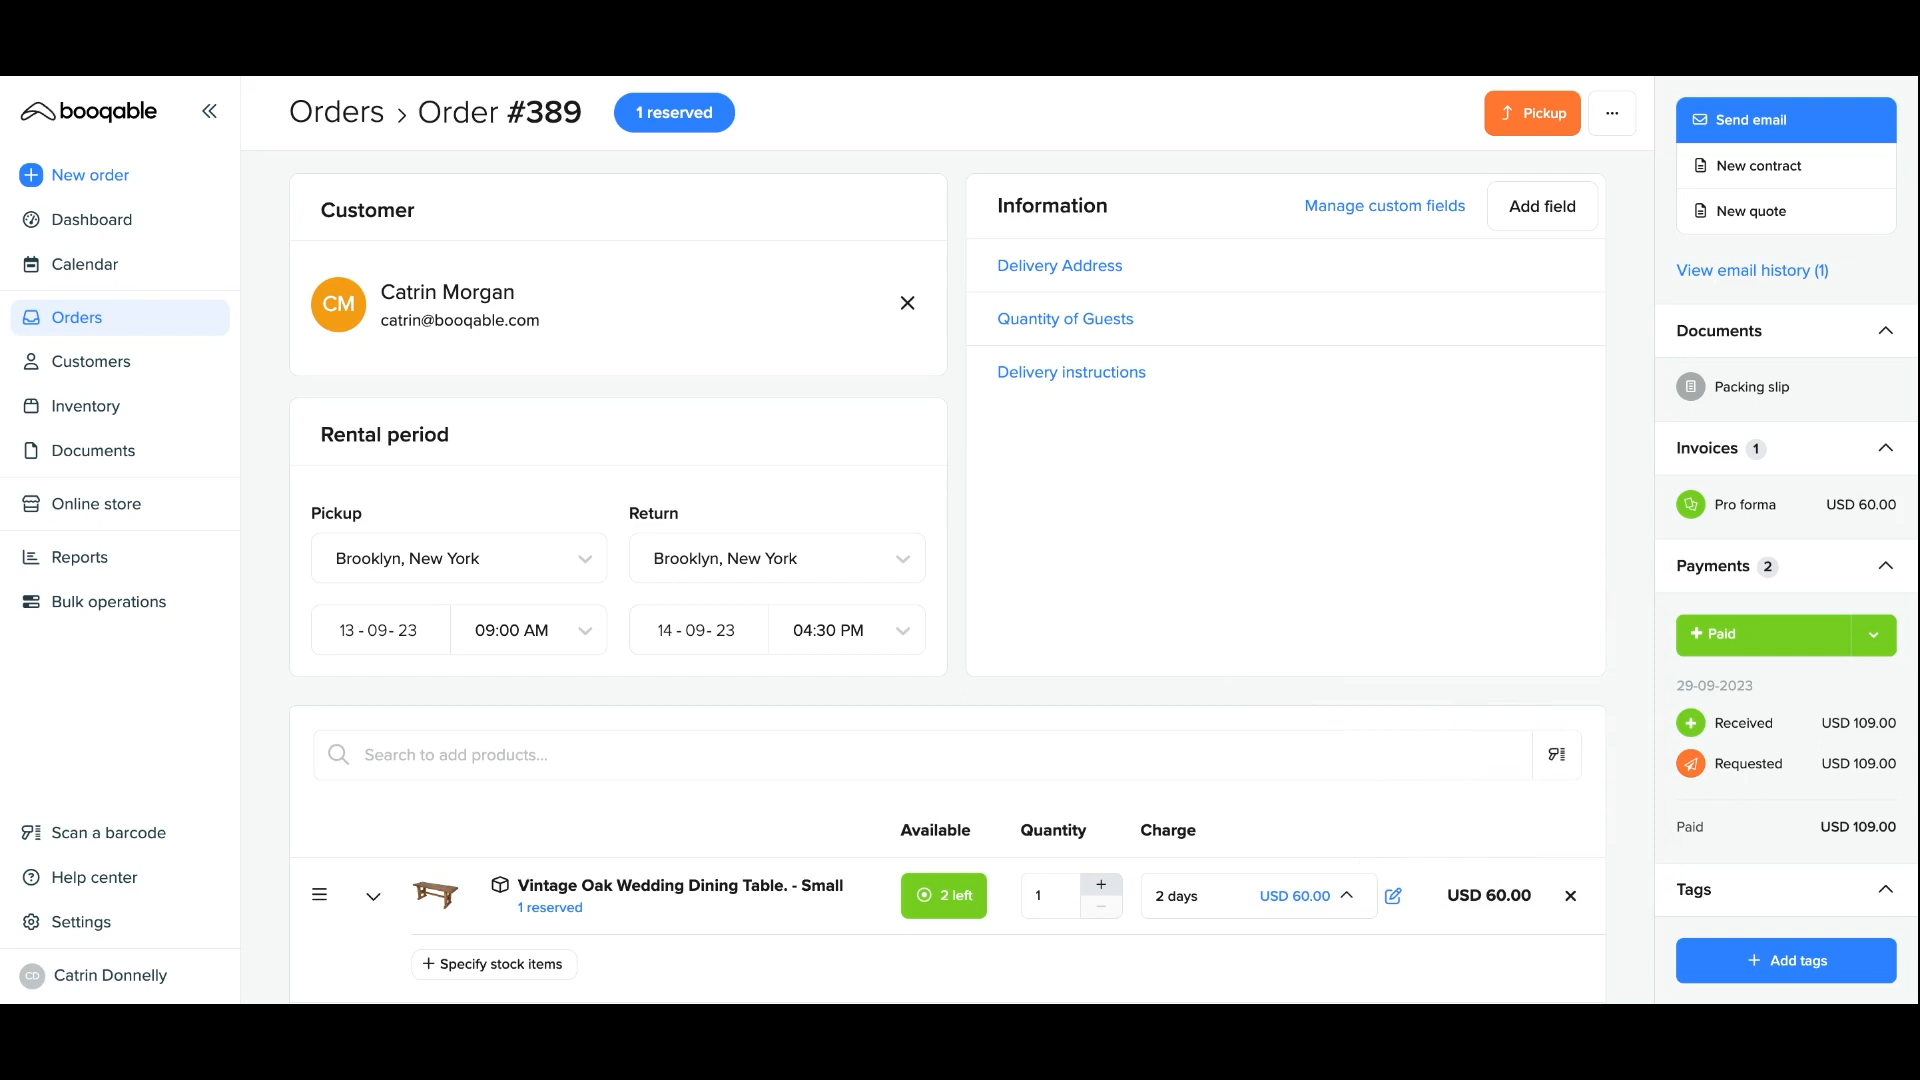 booqable
New order
Dashboard
Calendar
Orders
Customers
Inventory
Documents
Online store
Reports
Bulk operations
Scan a barcode
Help center
Settings
CD Catrin Donnelly
Orders > Order #389
1 reserved
Pickup
Customer
CM
Catrin Morgan
catrin@booqable.com
Rental period
Pickup
Return
Brooklyn, New York
Brooklyn, New York
13 - 09 - 23
09:00 AM
14 - 09 - 23
04:30 PM
Information
Manage custom fields
Add field
Delivery Address
Quantity of Guests
Delivery instructions
Search to add products...
Available
Quantity
Charge
Vintage Oak Wedding Dining Table. - Small
1 reserved
2 left
1
2 days
USD 60.00
USD 60.00
+ Specify stock items
Send email
New contract
New quote
View email history (1)
Documents
Packing slip
Invoices 1
Pro forma USD 60.00
Payments 2
+ Paid
29-09-2023
Received USD 109.00
Requested USD 109.00
Paid USD 109.00
Tags
+ Add tags